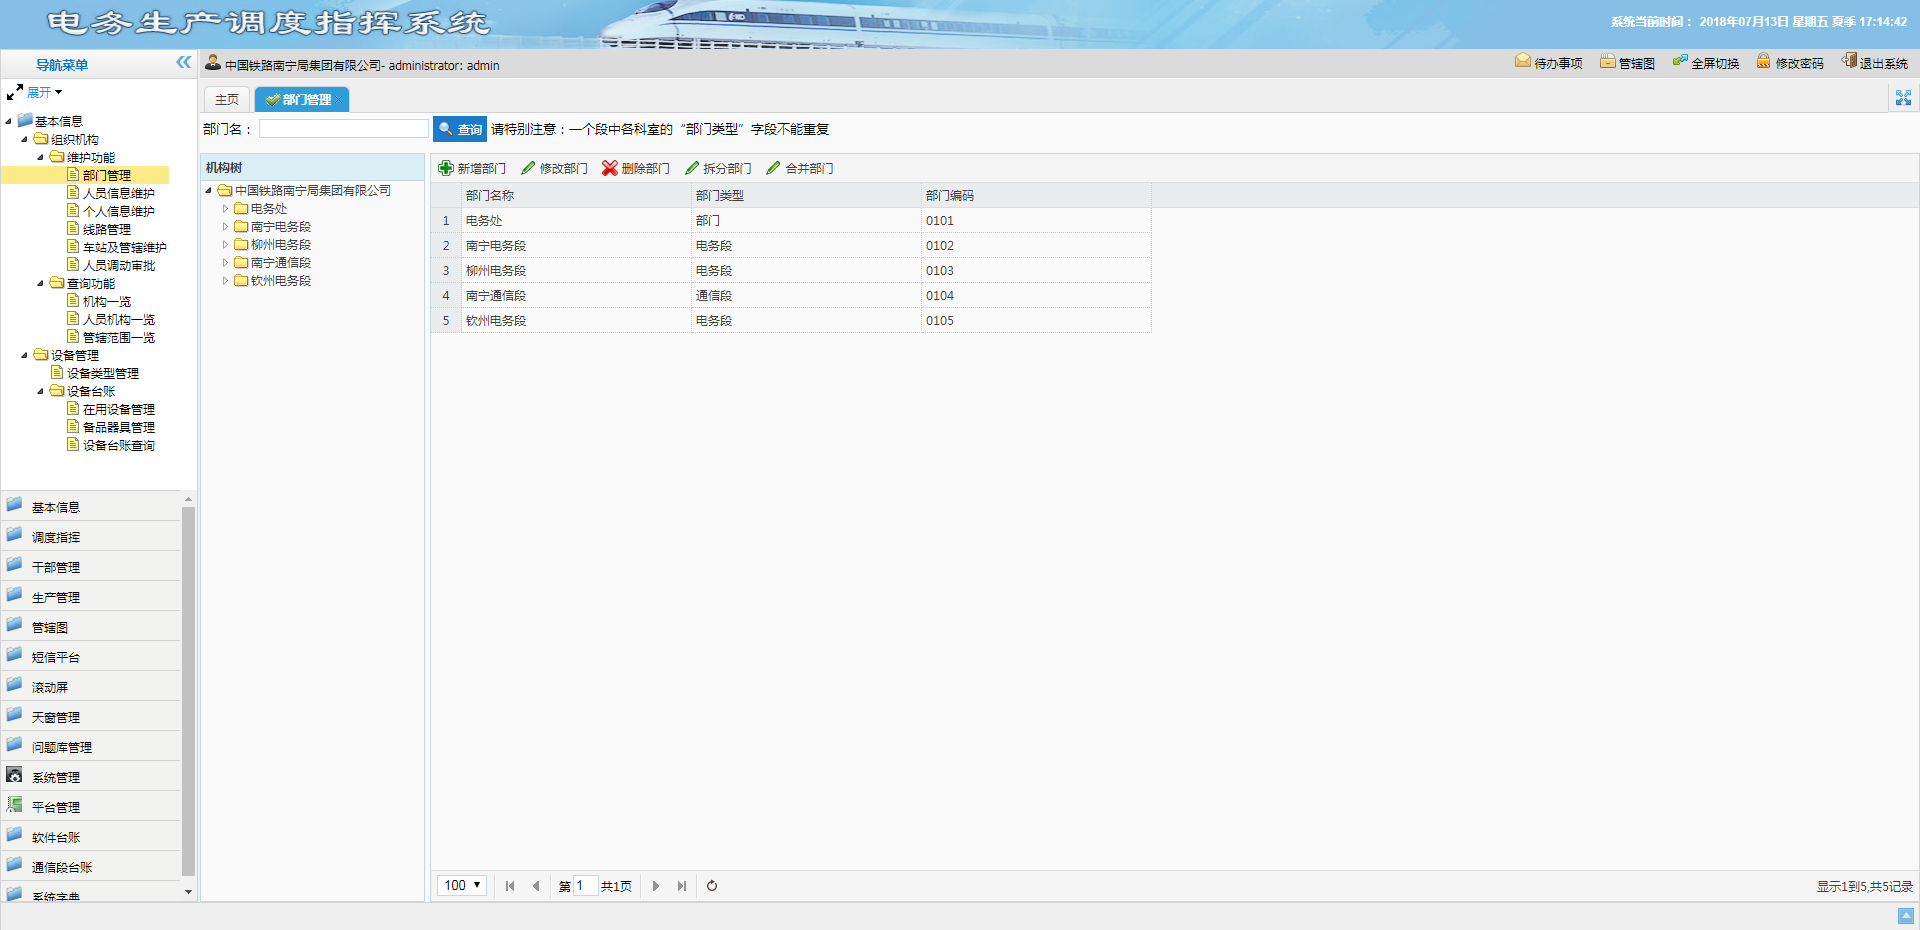 电务生产调度指挥系统
系统当前时间： 2018年07月13日 星期五 夏季 17:14:42
导航菜单
中国铁路南宁局集团有限公司- administrator: admin
待办事项 管辖图 全屏切换 修改密码 退出系统
展开
主页 部门管理
部门名： 查询 请特别注意：一个段中各科室的“部门类型”字段不能重复
基本信息
组织机构
维护功能
部门管理
人员信息维护
个人信息维护
线路管理
车站及管辖维护
人员调动审批
查询功能
机构一览
人员机构一览
管辖范围一览
设备管理
设备类型管理
设备台账
在用设备管理
备品器具管理
设备台账查询
基本信息
调度指挥
干部管理
生产管理
管辖图
短信平台
滚动屏
天窗管理
问题库管理
系统管理
平台管理
软件台账
通信段台账
系统字典
机构树
中国铁路南宁局集团有限公司
电务处
南宁电务段
柳州电务段
南宁通信段
钦州电务段
新增部门 修改部门 删除部门 拆分部门 合并部门
部门名称 部门类型 部门编码
1 电务处 部门 0101
2 南宁电务段 电务段 0102
3 柳州电务段 电务段 0103
4 南宁通信段 通信段 0104
5 钦州电务段 电务段 0105
100 第 1 共1页
显示1到5,共5记录